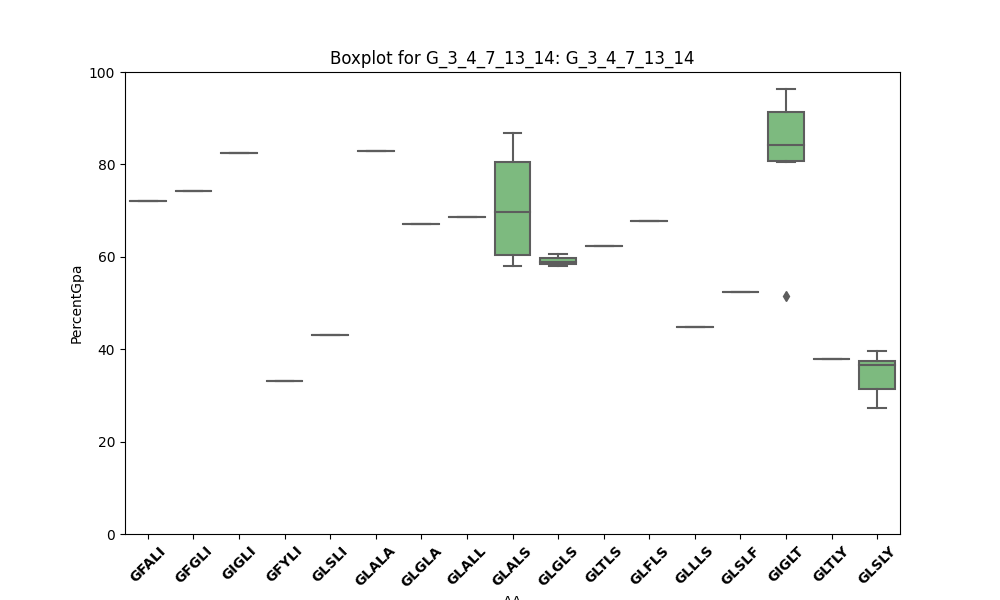 Boxplot for G_3_4_7_13_14: G_3_4_7_13_14
100
80
60
40
20
0
PercentGpa
GFALI GFGLI GIGLI GFYLI GLSLI GLALA GLGLA GLALL GLALS GLGLS GLTLS GLFLS GLLLS GLSLF GIGLT GLTLY GLSLY
AA